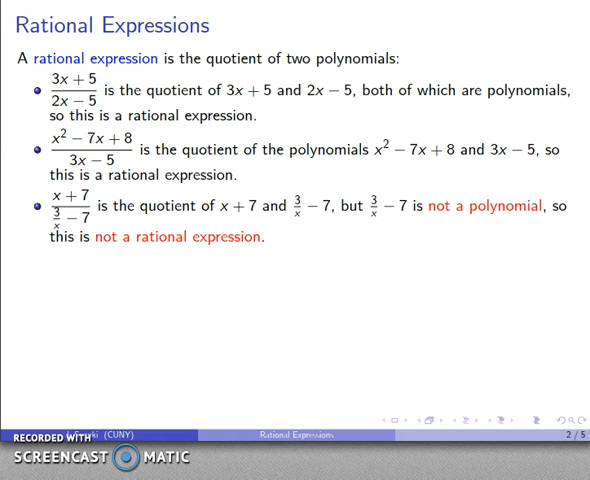 Rational Expressions
A rational expression is the quotient of two polynomials:
(3x + 5)/(2x − 5) is the quotient of 3x + 5 and 2x − 5, both of which are polynomials,
so this is a rational expression.
(x² − 7x + 8)/(3x − 5) is the quotient of the polynomials x² − 7x + 8 and 3x − 5, so
this is a rational expression.
(x + 7)/(3/x − 7) is the quotient of x + 7 and 3/x − 7, but 3/x − 7 is not a polynomial, so
this is not a rational expression.
(CUNY) Rational Expressions 2 / 5
RECORDED WITH
SCREENCAST MATIC